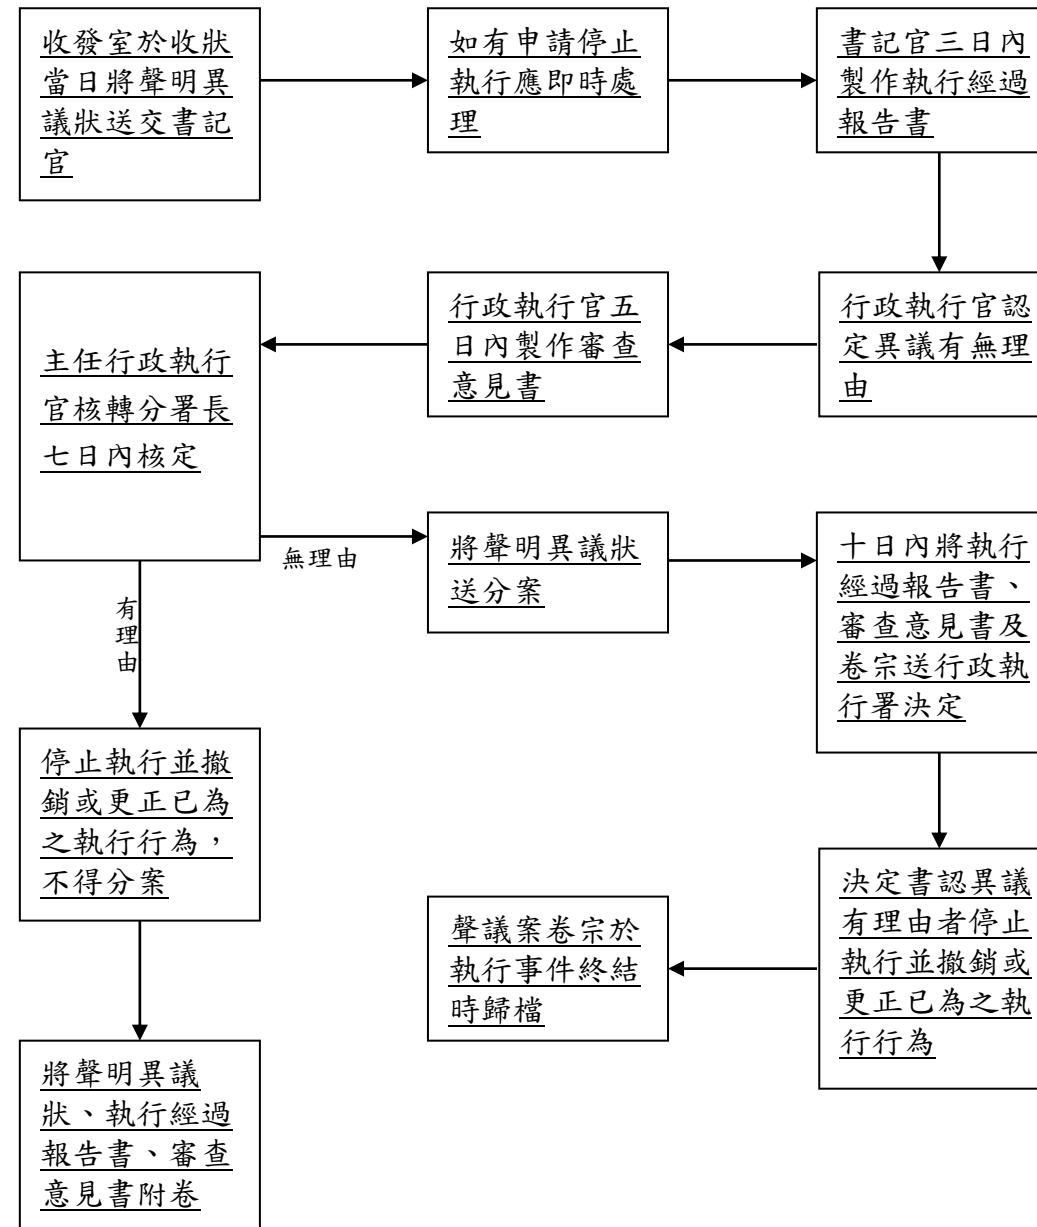 收發室於收狀
當日將聲明異
議狀送交書記
官
如有申請停止
執行應即時處
理
書記官三日內
製作執行經過
報告書
行政執行官認
定異議有無理
由
行政執行官五
日內製作審查
意見書
主任行政執行
官核轉分署長
七日內核定
無理由
將聲明異議狀
送分案
十日內將執行
經過報告書、
審查意見書及
卷宗送行政執
行署決定
決定書認異議
有理由者停止
執行並撤銷或
更正已為之執
行行為
聲議案卷宗於
執行事件終結
時歸檔
有理由
停止執行並撤
銷或更正已為
之執行行為，
不得分案
將聲明異議
狀、執行經過
報告書、審查
意見書附卷